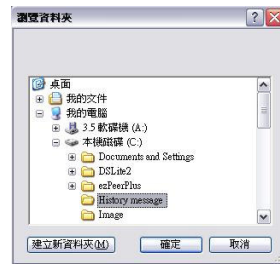 瀏覽資料夾
桌面
我的文件
我的電腦
3.5 軟碟機 (A:)
本機磁碟 (C:)
Documents and Settings
DSLite2
ezPeerPlus
History message
Image
建立新資料夾(M) 確定 取消